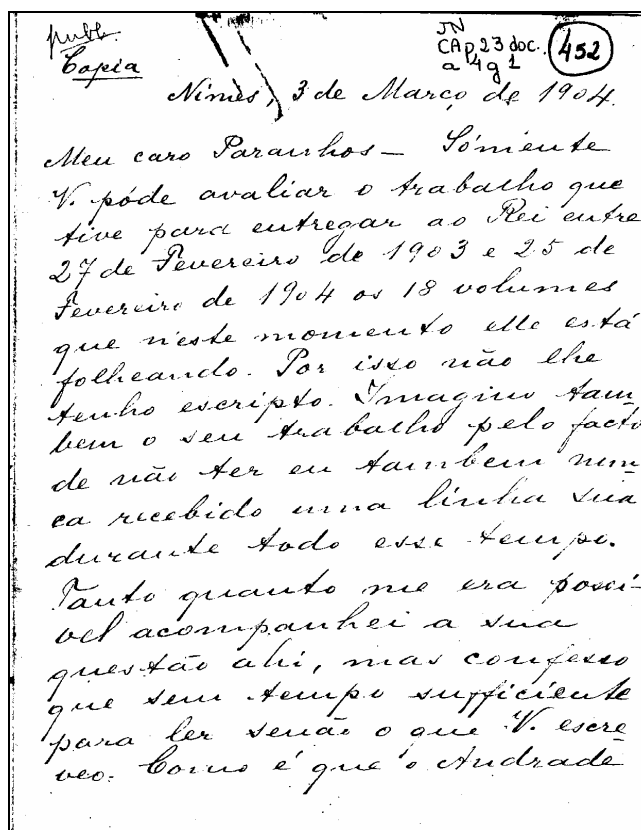 publ.
Copia
JN
CAp 23 doc.
a 4 g 1
452
Nimes, 3 de Março de 1904.
Meu caro Paranhos — Sómente
V. póde avaliar o trabalho que
tive para entregar ao Rei entre
27 de Fevereiro de 1903 e 25 de
Fevereiro de 1904 os 18 volumes
que n'este momento elle está
folheando. Por isso não lhe
tenho escripto. Imagino tam-
bem o seu trabalho pelo facto
de não ter eu tambem nun-
ca recebido uma linha sua
durante todo esse tempo.
Tanto quanto me era possi-
vel acompanhei a sua
questão ahi, mas confesso
que sem tempo sufficiente
para ler senão o que V. escre-
veo. Como é que o Andrade